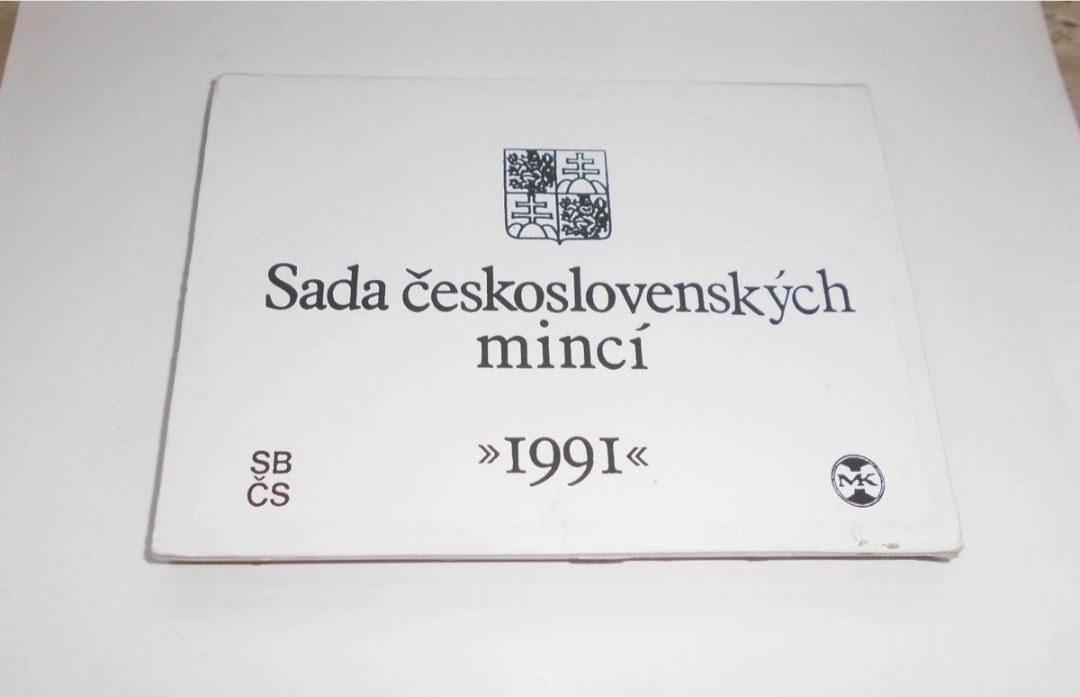 Sada československých
mincí
»1991«
SB
ČS
MK